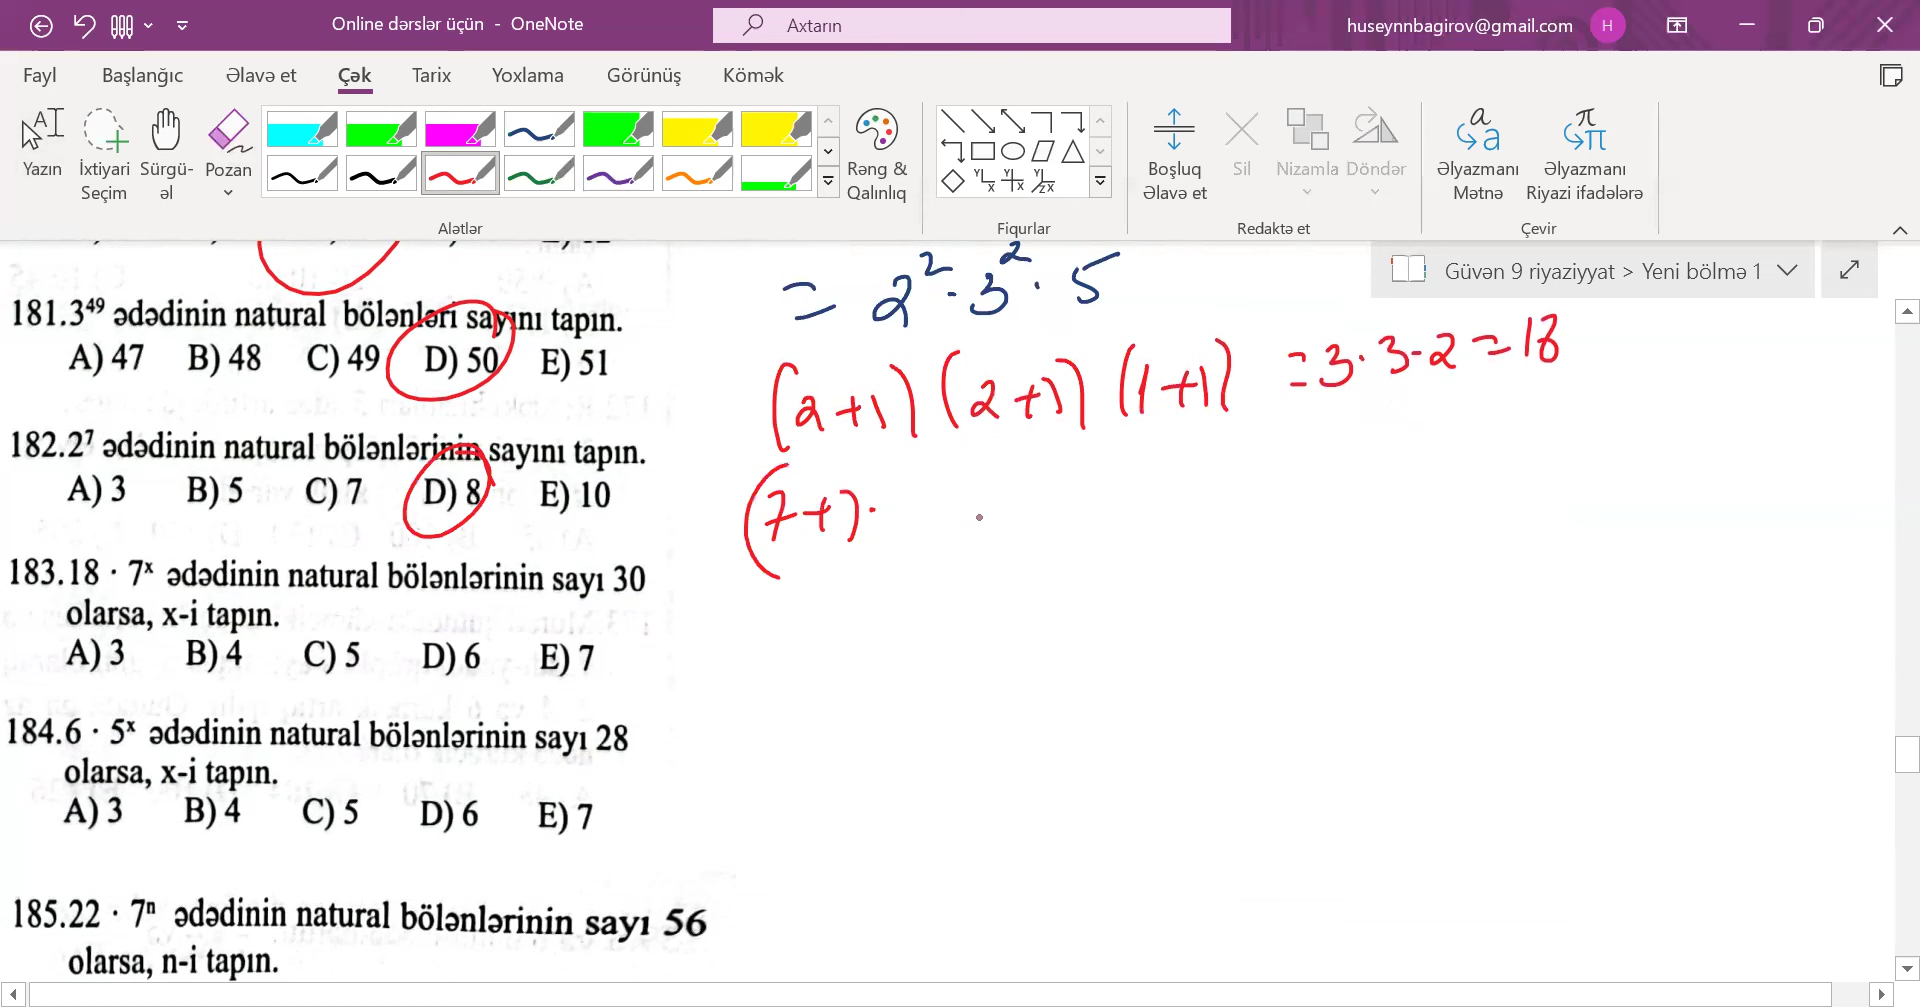 Online dərslər üçün - OneNote
Axtarın
huseynnbagirov@gmail.com
H
Fayl Başlanğıc Əlavə et Çək Tarix Yoxlama Görünüş Kömək
Yazın
İxtiyari Seçim
Sürgü-əl
Pozan
Rəng & Qalınlıq
Boşluq Əlavə et
Sil
Nizamla
Döndər
Əlyazmanı Mətnə
Əlyazmanı Riyazi ifadələrə
Alətlər
Fiqurlar
Redaktə et
Çevir
Güvən 9 riyaziyyat > Yeni bölmə 1
= 2² · 3² · 5
181.3⁴⁹ ədədinin natural bölənləri sayını tapın.
A) 47 B) 48 C) 49 D) 50 E) 51
(2+1) (2+1) (1+1) = 3 · 3 · 2 = 18
182.2⁷ ədədinin natural bölənlərinin sayını tapın.
A) 3 B) 5 C) 7 D) 8 E) 10
(7+1) ·
183.18 · 7ˣ ədədinin natural bölənlərinin sayı 30
olarsa, x-i tapın.
A) 3 B) 4 C) 5 D) 6 E) 7
184.6 · 5ˣ ədədinin natural bölənlərinin sayı 28
olarsa, x-i tapın.
A) 3 B) 4 C) 5 D) 6 E) 7
185.22 · 7ⁿ ədədinin natural bölənlərinin sayı 56
olarsa, n-i tapın.